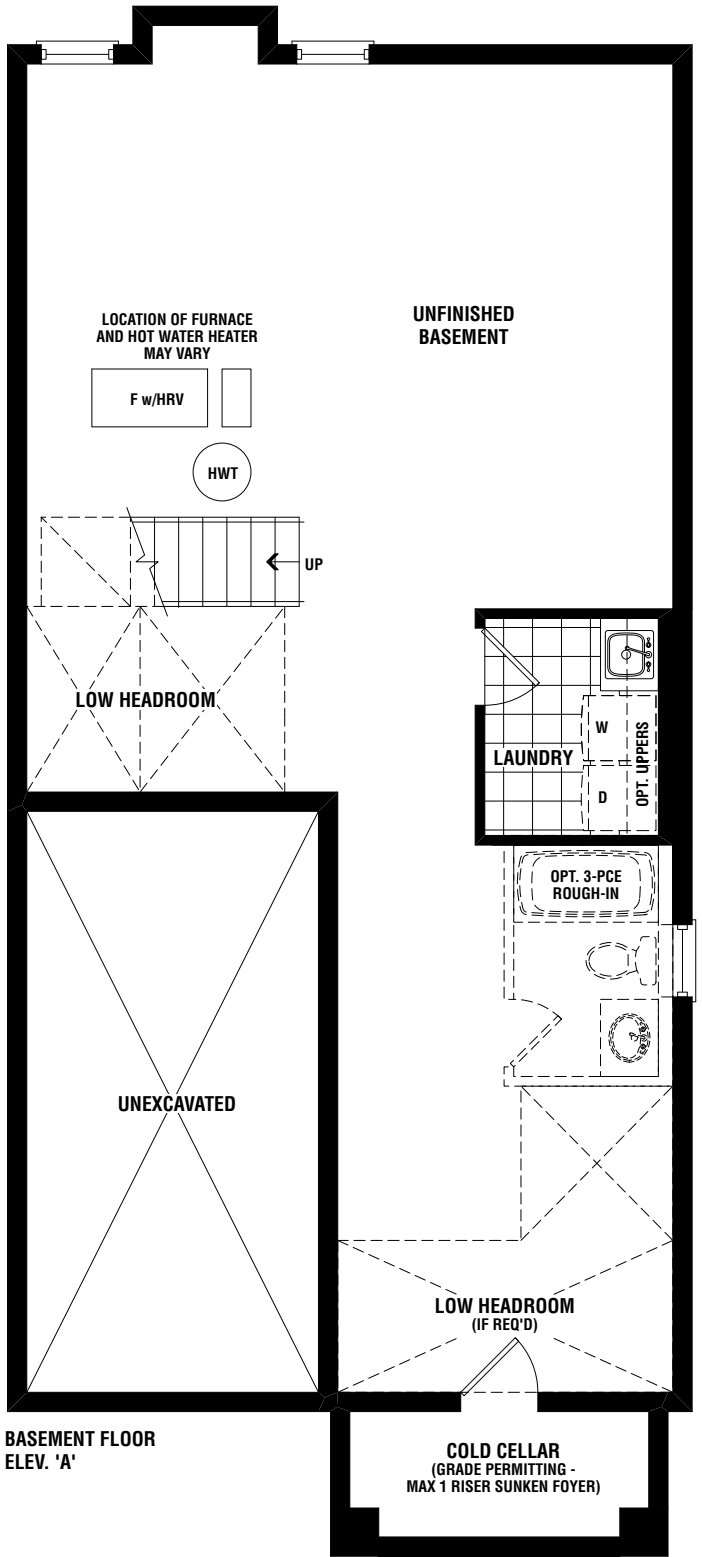 LOCATION OF FURNACE
AND HOT WATER HEATER
MAY VARY
UNFINISHED
BASEMENT
F w/HRV
HWT
UP
LOW HEADROOM
LAUNDRY
W
D
OPT. UPPERS
OPT. 3-PCE
ROUGH-IN
UNEXCAVATED
LOW HEADROOM
(IF REQ'D)
BASEMENT FLOOR
ELEV. 'A'
COLD CELLAR
(GRADE PERMITTING -
MAX 1 RISER SUNKEN FOYER)